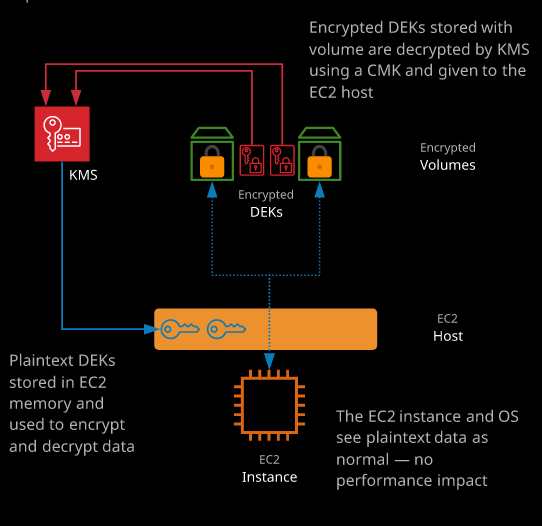 Encrypted DEKs stored with
volume are decrypted by KMS
using a CMK and given to the
EC2 host
KMS
Encrypted
Volumes
Encrypted
DEKs
EC2
Host
Plaintext DEKs
stored in EC2
memory and
used to encrypt
and decrypt data
EC2
Instance
The EC2 instance and OS
see plaintext data as
normal — no
performance impact